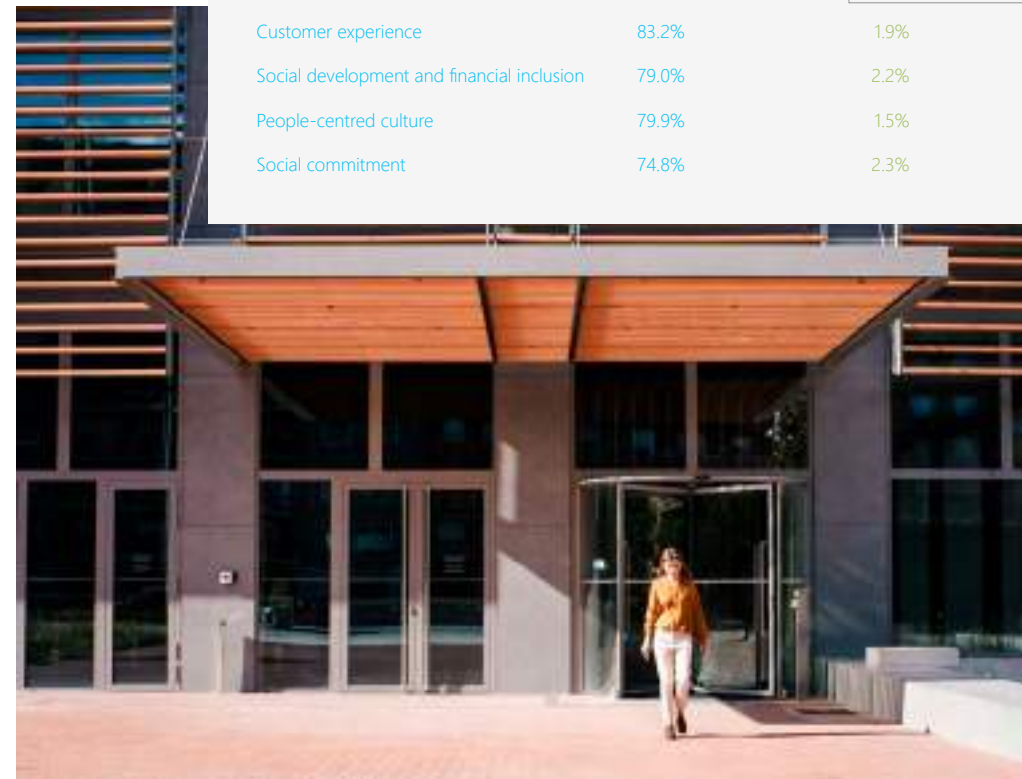 Customer experience 83.2% 1.9%
Social development and financial inclusion 79.0% 2.2%
People-centred culture 79.9% 1.5%
Social commitment 74.8% 2.3%